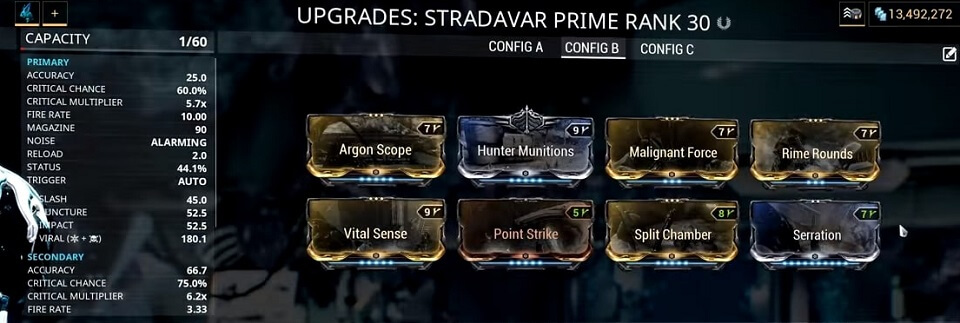 UPGRADES: STRADAVAR PRIME RANK 30
13,492,272
CAPACITY 1/60
CONFIG A CONFIG B CONFIG C
PRIMARY
ACCURACY 25.0
CRITICAL CHANCE 60.0%
CRITICAL MULTIPLIER 5.7x
FIRE RATE 10.00
MAGAZINE 90
NOISE ALARMING
RELOAD 2.0
STATUS 44.1%
TRIGGER AUTO
SLASH 45.0
UNCTURE 52.5
MPACT 52.5
VIRAL ( + ) 180.1
SECONDARY
ACCURACY 66.7
CRITICAL CHANCE 75.0%
CRITICAL MULTIPLIER 6.2x
FIRE RATE 3.33
7 9 7 7
Argon Scope Hunter Munitions Malignant Force Rime Rounds
9 5 8 7
Vital Sense Point Strike Split Chamber Serration